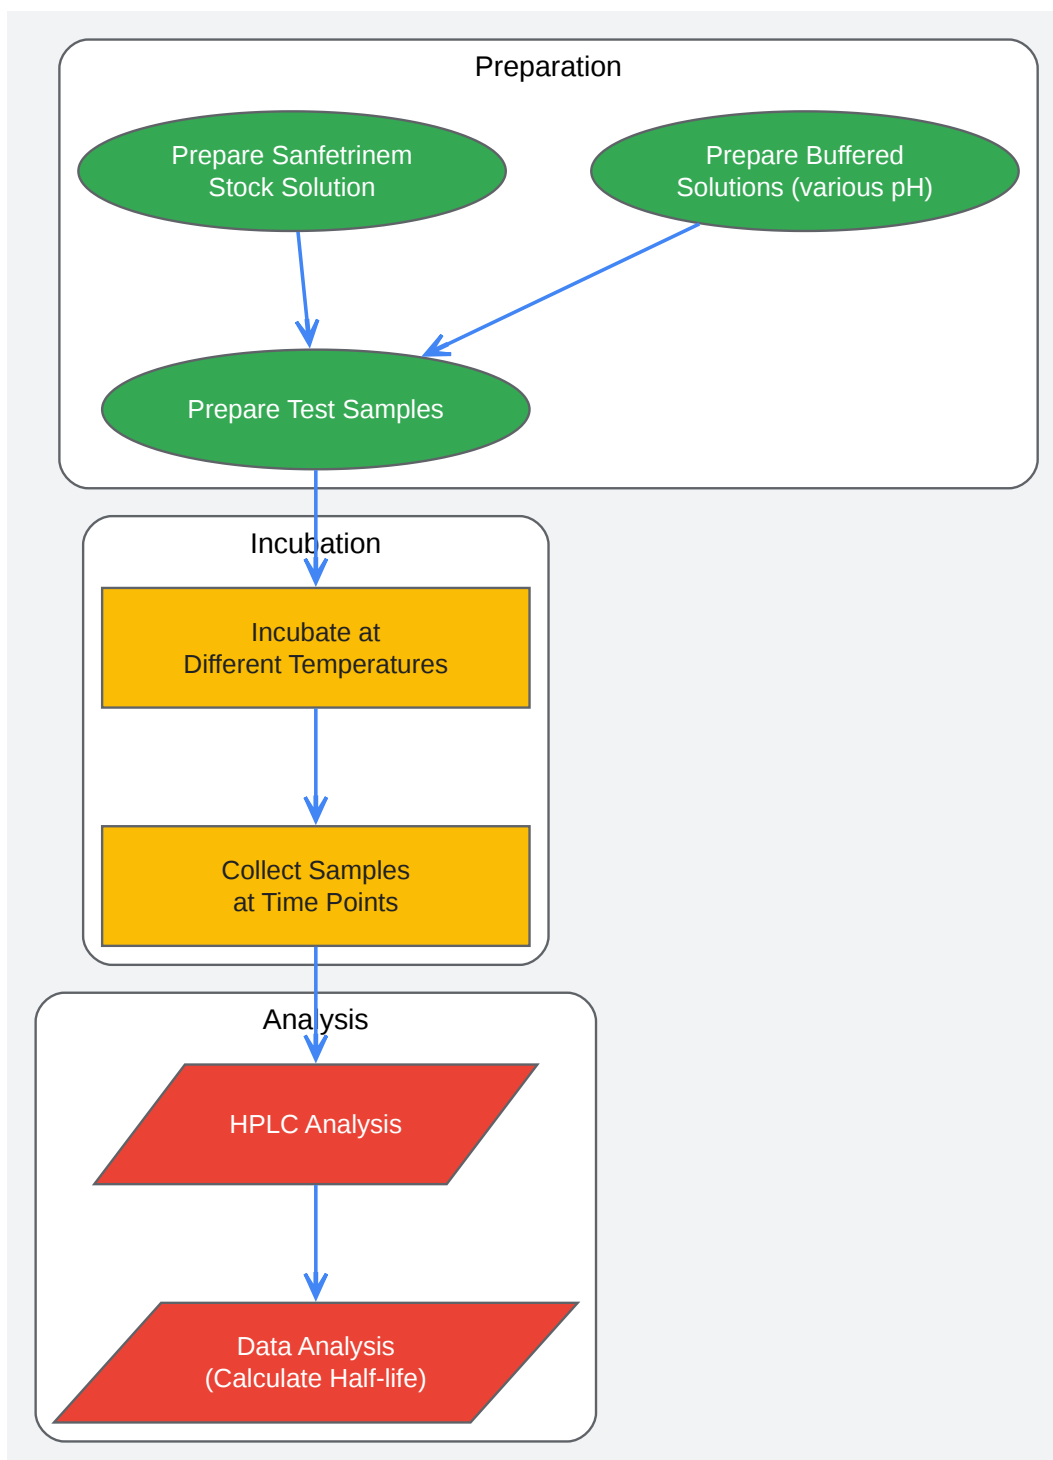 Preparation
Prepare Sanfetrinem
Stock Solution
Prepare Buffered
Solutions (various pH)
Prepare Test Samples
Incubation
Incubate at
Different Temperatures
Collect Samples
at Time Points
Analysis
HPLC Analysis
Data Analysis
(Calculate Half-life)